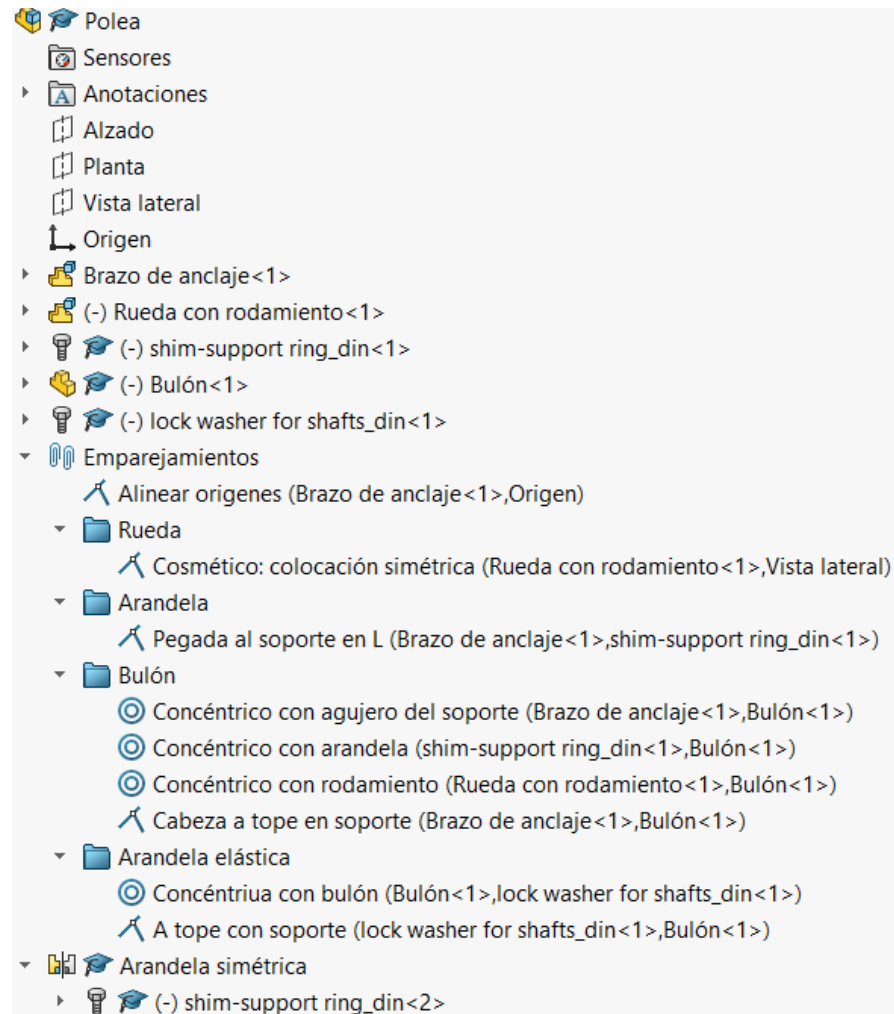 Polea
Sensores
Anotaciones
Alzado
Planta
Vista lateral
Origen
Brazo de anclaje<1>
(-) Rueda con rodamiento<1>
(-) shim-support ring_din<1>
(-) Bulón<1>
(-) lock washer for shafts_din<1>
Emparejamientos
Alinear origenes (Brazo de anclaje<1>,Origen)
Rueda
Cosmético: colocación simétrica (Rueda con rodamiento<1>,Vista lateral)
Arandela
Pegada al soporte en L (Brazo de anclaje<1>,shim-support ring_din<1>)
Bulón
Concéntrico con agujero del soporte (Brazo de anclaje<1>,Bulón<1>)
Concéntrico con arandela (shim-support ring_din<1>,Bulón<1>)
Concéntrico con rodamiento (Rueda con rodamiento<1>,Bulón<1>)
Cabeza a tope en soporte (Brazo de anclaje<1>,Bulón<1>)
Arandela elástica
Concéntriua con bulón (Bulón<1>,lock washer for shafts_din<1>)
A tope con soporte (lock washer for shafts_din<1>,Bulón<1>)
Arandela simétrica
(-) shim-support ring_din<2>